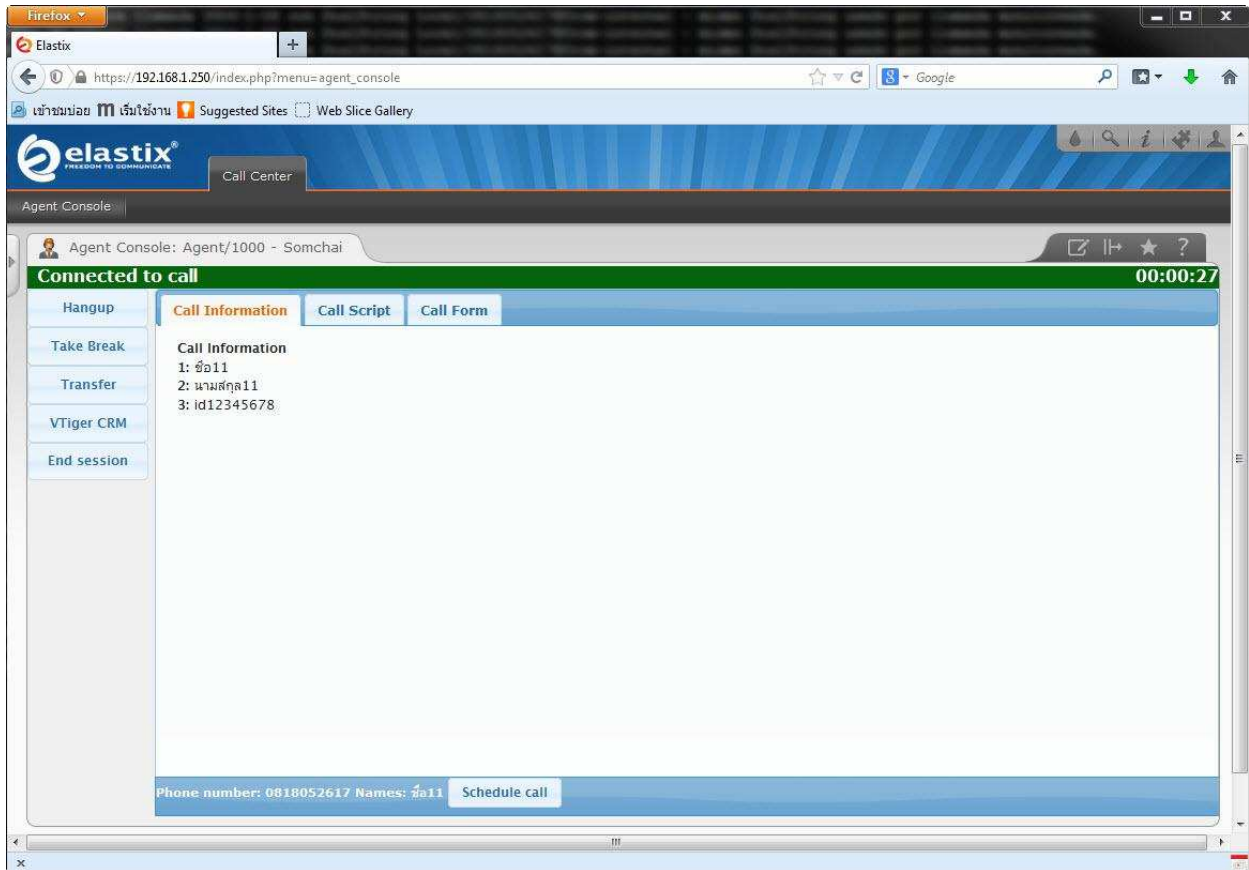 Firefox
Elastix
https://192.168.1.250/index.php?menu=agent_console
Google
เข้าชมบ่อย
เริ่มใช้งาน
Suggested Sites
Web Slice Gallery
elastix®
FREEDOM TO COMMUNICATE
Call Center
Agent Console
Agent Console: Agent/1000 - Somchai
Connected to call
00:00:27
Hangup
Take Break
Transfer
VTiger CRM
End session
Call Information
Call Script
Call Form
Call Information
1: ชื่อ11
2: นามสกุล11
3: id12345678
Phone number: 0818052617 Names: ชื่อ11
Schedule call